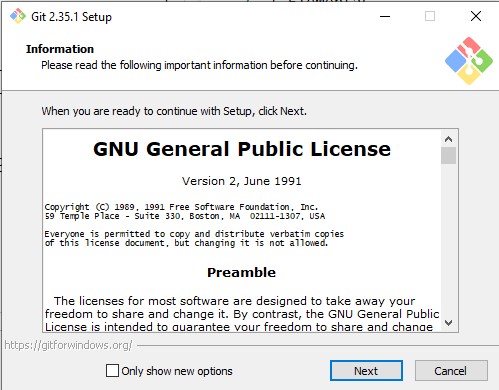 Git 2.35.1 Setup
Information
Please read the following important information before continuing.
When you are ready to continue with Setup, click Next.
GNU General Public License
Version 2, June 1991
Copyright (C) 1989, 1991 Free Software Foundation, Inc.
59 Temple Place - Suite 330, Boston, MA  02111-1307, USA
Everyone is permitted to copy and distribute verbatim copies
of this license document, but changing it is not allowed.
Preamble
The licenses for most software are designed to take away your
freedom to share and change it. By contrast, the GNU General Public
License is intended to guarantee your freedom to share and change
https://gitforwindows.org/
Only show new options
Next
Cancel